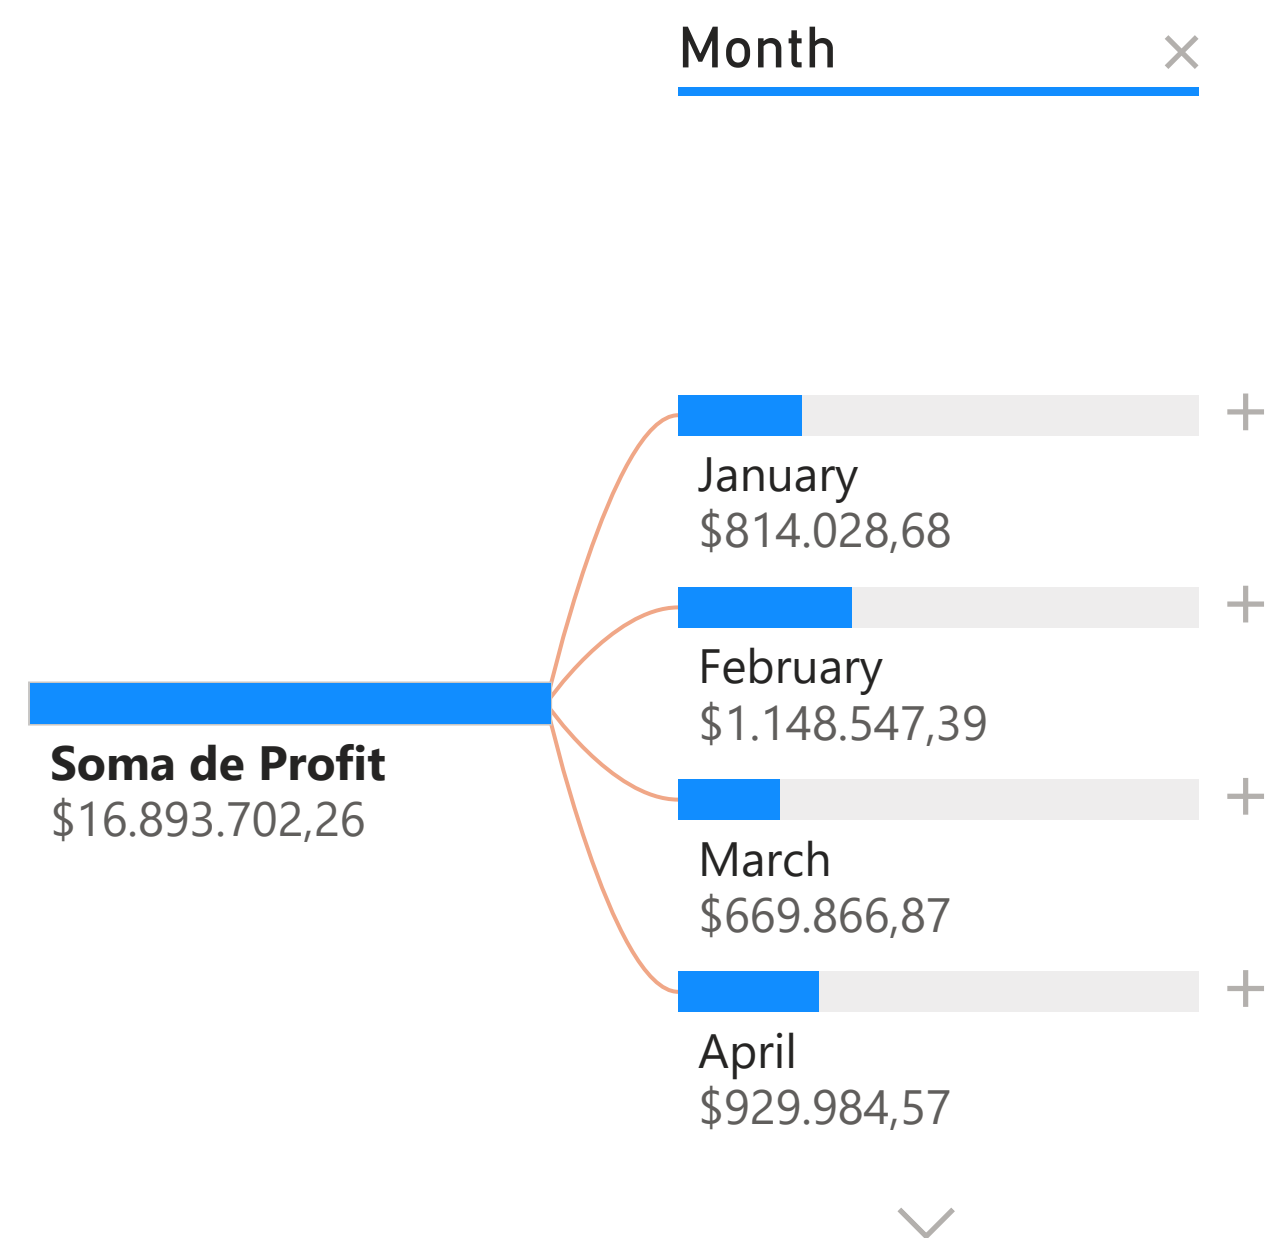 Month
January
$814.028,68
February
$1.148.547,39
Soma de Profit
$16.893.702,26
March
$669.866,87
April
$929.984,57